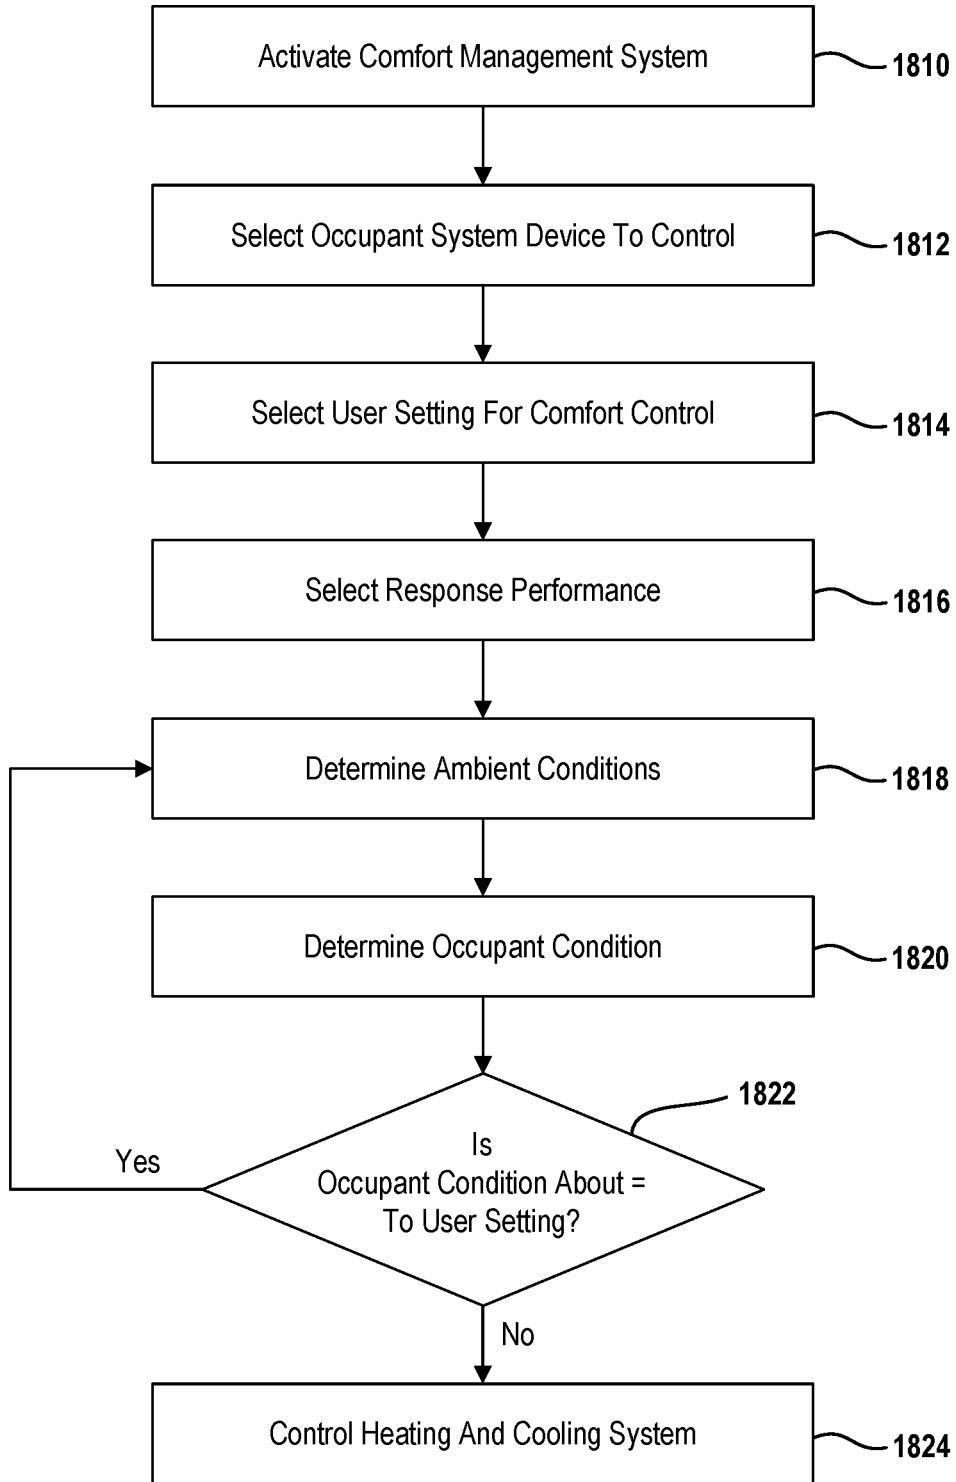 Activate Comfort Management System
1810
Select Occupant System Device To Control
1812
Select User Setting For Comfort Control
1814
Select Response Performance
1816
Determine Ambient Conditions
1818
Determine Occupant Condition
1820
1822
Yes
Is
Occupant Condition About =
To User Setting?
No
Control Heating And Cooling System
1824